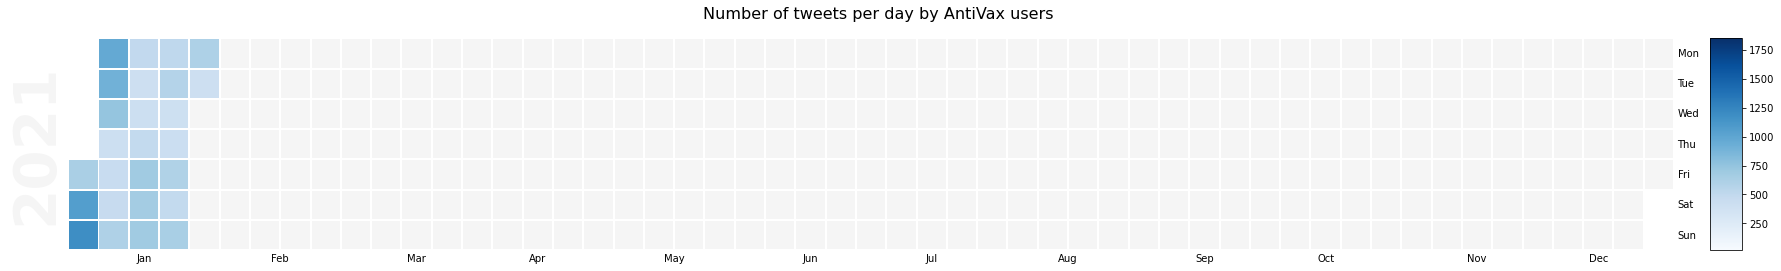 Number of tweets per day by AntiVax users
2021
Mon
Tue
Wed
Thu
Fri
Sat
Sun
Jan Feb Mar Apr May Jun Jul Aug Sep Oct Nov Dec
1750
1500
1250
1000
750
500
250